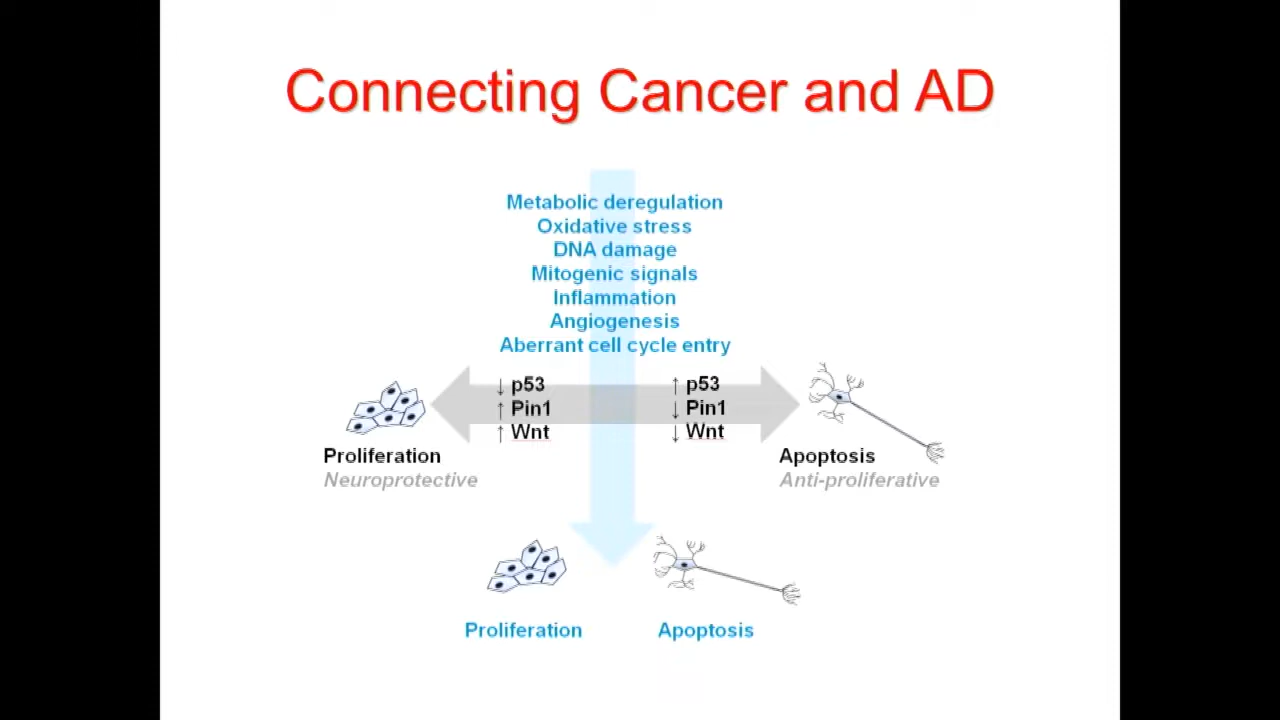 Connecting Cancer and AD
Metabolic deregulation
Oxidative stress
DNA damage
Mitogenic signals
Inflammation
Angiogenesis
Aberrant cell cycle entry
↓ p53
↑ Pin1
↑ Wnt
↑ p53
↓ Pin1
↓ Wnt
Proliferation
Neuroprotective
Apoptosis
Anti-proliferative
Proliferation
Apoptosis